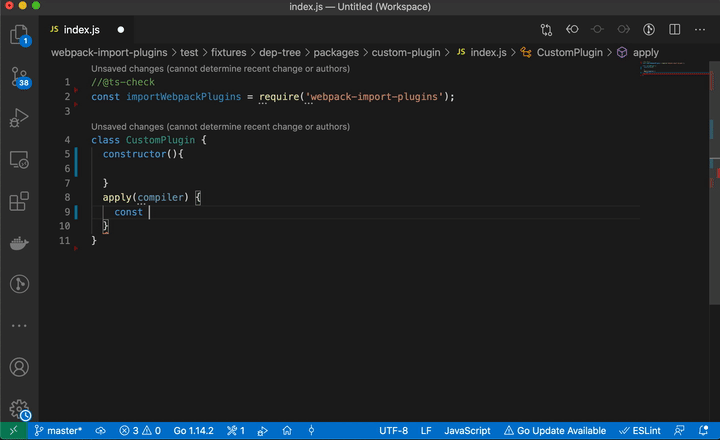 index.js — Untitled (Workspace)
JS index.js
webpack-import-plugins > test > fixtures > dep-tree > packages > custom-plugin > JS index.js > CustomPlugin > apply
Unsaved changes (cannot determine recent change or authors)
1 //@ts-check
2 const importWebpackPlugins = require('webpack-import-plugins');
3
Unsaved changes (cannot determine recent change or authors)
4 class CustomPlugin {
5 constructor(){
6
7 }
8 apply(compiler) {
9 const
10 }
11 }
1
38
master* 3 0 Go 1.14.2 1 UTF-8 LF JavaScript Go Update Available ESLint